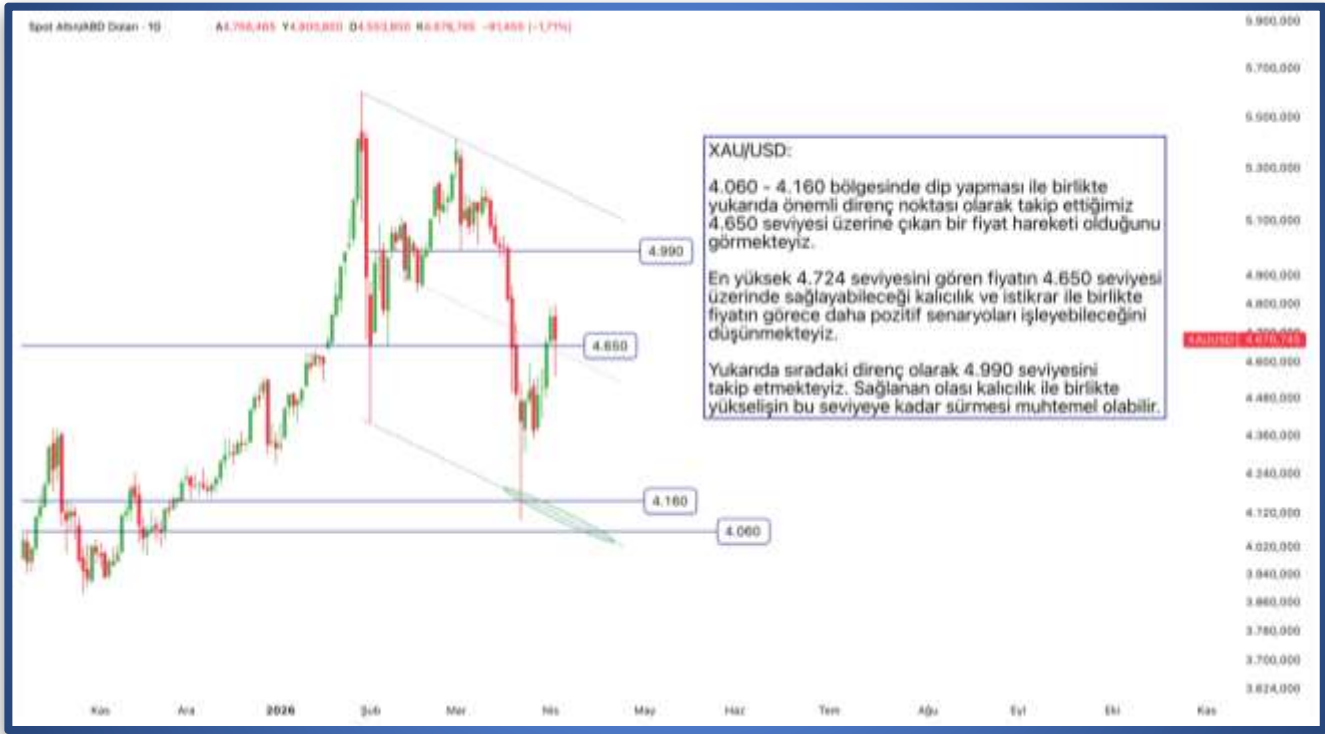 Spot Altın/ABD Doları · 1G
5.900,000
5.700,000
5.500,000
5.300,000
5.100,000
4.900,000
4.800,000
4.600,000
4.480,000
4.360,000
4.240,000
4.120,000
4.020,000
3.940,000
3.860,000
3.780,000
3.700,000
3.624,000
XAU/USD:
4.060 - 4.160 bölgesinde dip yapması ile birlikte
yukarıda önemli direnç noktası olarak takip ettiğimiz
4.650 seviyesi üzerine çıkan bir fiyat hareketi olduğunu
görmekteyiz.
En yüksek 4.724 seviyesini gören fiyatın 4.650 seviyesi
üzerinde sağlayabileceği kalıcılık ve istikrar ile birlikte
fiyatın görece daha pozitif senaryoları işleyebileceğini
düşünmekteyiz.
Yukarıda sıradaki direnç olarak 4.990 seviyesini
takip etmekteyiz. Sağlanan olası kalıcılık ile birlikte
yükselişin bu seviyeye kadar sürmesi muhtemel olabilir.
4.990
4.650
XAUUSD
4.160
4.060
Kas
Ara
2026
Şub
Mar
Nis
May
Haz
Tem
Ağu
Eyl
Eki
Kas